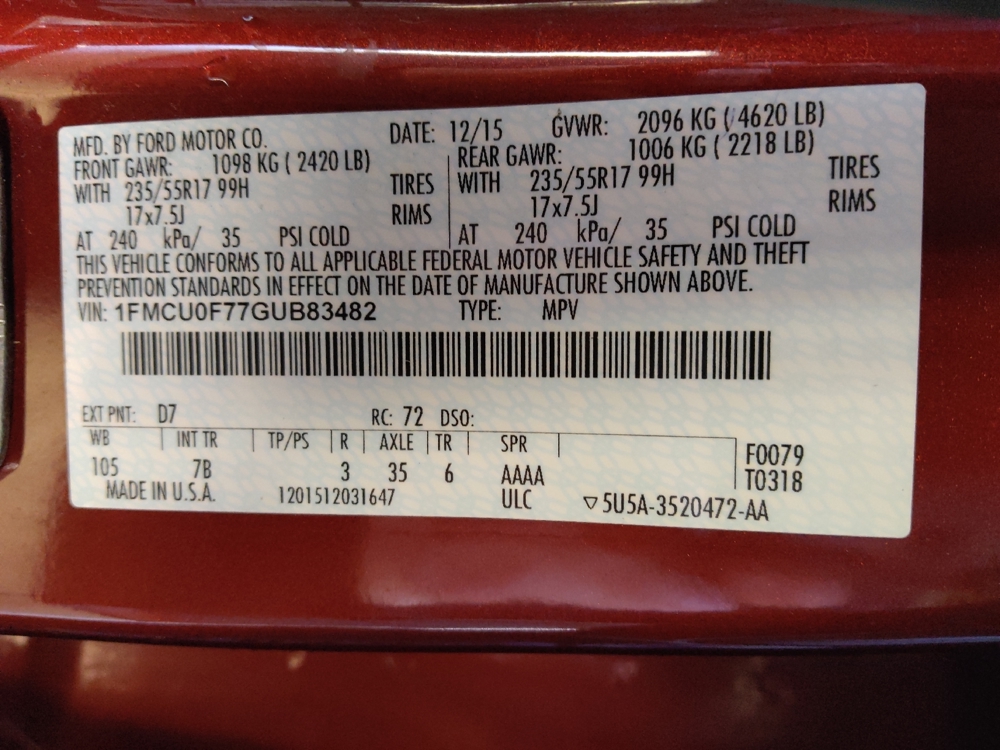 MFD. BY FORD MOTOR CO. DATE: 12/15 GVWR: 2096 KG ( 4620 LB)
FRONT GAWR: 1098 KG ( 2420 LB) REAR GAWR: 1006 KG ( 2218 LB)
WITH 235/55R17 99H TIRES WITH 235/55R17 99H TIRES
17x7.5J RIMS 17x7.5J RIMS
AT 240 kPa/ 35 PSI COLD AT 240 kPa/ 35 PSI COLD
THIS VEHICLE CONFORMS TO ALL APPLICABLE FEDERAL MOTOR VEHICLE SAFETY AND THEFT
PREVENTION STANDARDS IN EFFECT ON THE DATE OF MANUFACTURE SHOWN ABOVE.
VIN: 1FMCU0F77GUB83482 TYPE: MPV
EXT PNT: D7 RC: 72 DSO:
WB INT TR TP/PS R AXLE TR SPR F0079
105 7B 3 35 6 AAAA T0318
MADE IN U.S.A. 1201512031647 ULC ▽5U5A-3520472-AA